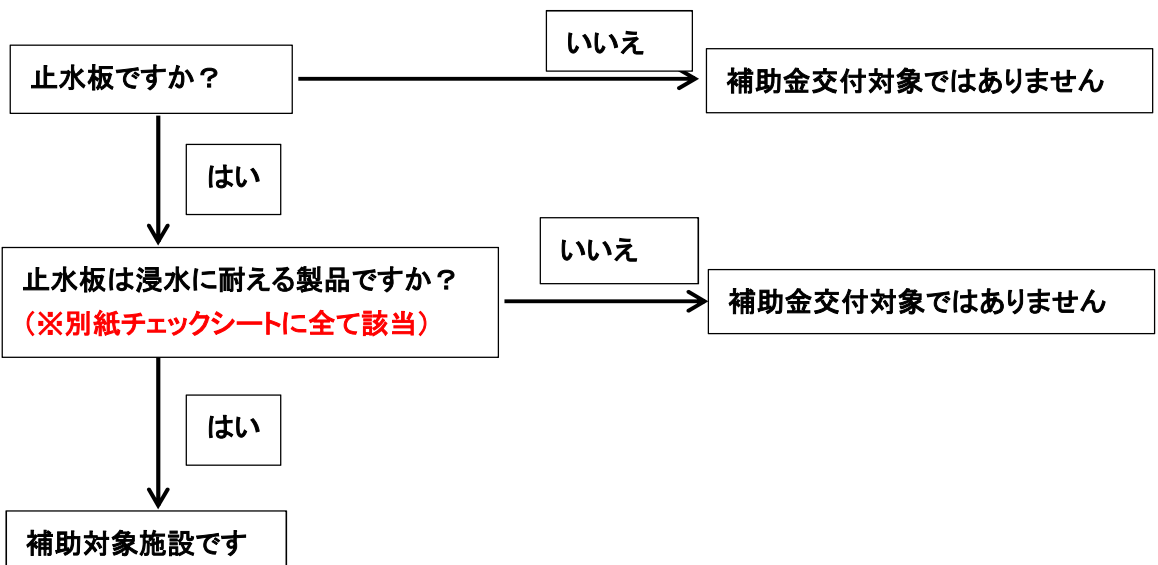 いいえ
止水板ですか？
補助金交付対象ではありません
はい
いいえ
止水板は浸水に耐える製品ですか？
（※別紙チェックシートに全て該当）
補助金交付対象ではありません
はい
補助対象施設です